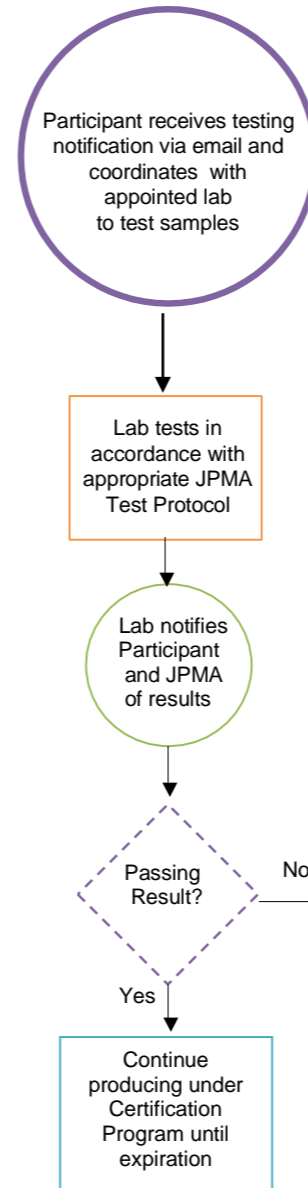 Participant receives testing
notification via email and
coordinates with
appointed lab
to test samples
Lab tests in
accordance with
appropriate JPMA
Test Protocol
Lab notifies
Participant
and JPMA
of results
Passing
Result?
No
Yes
Continue
producing under
Certification
Program until
expiration